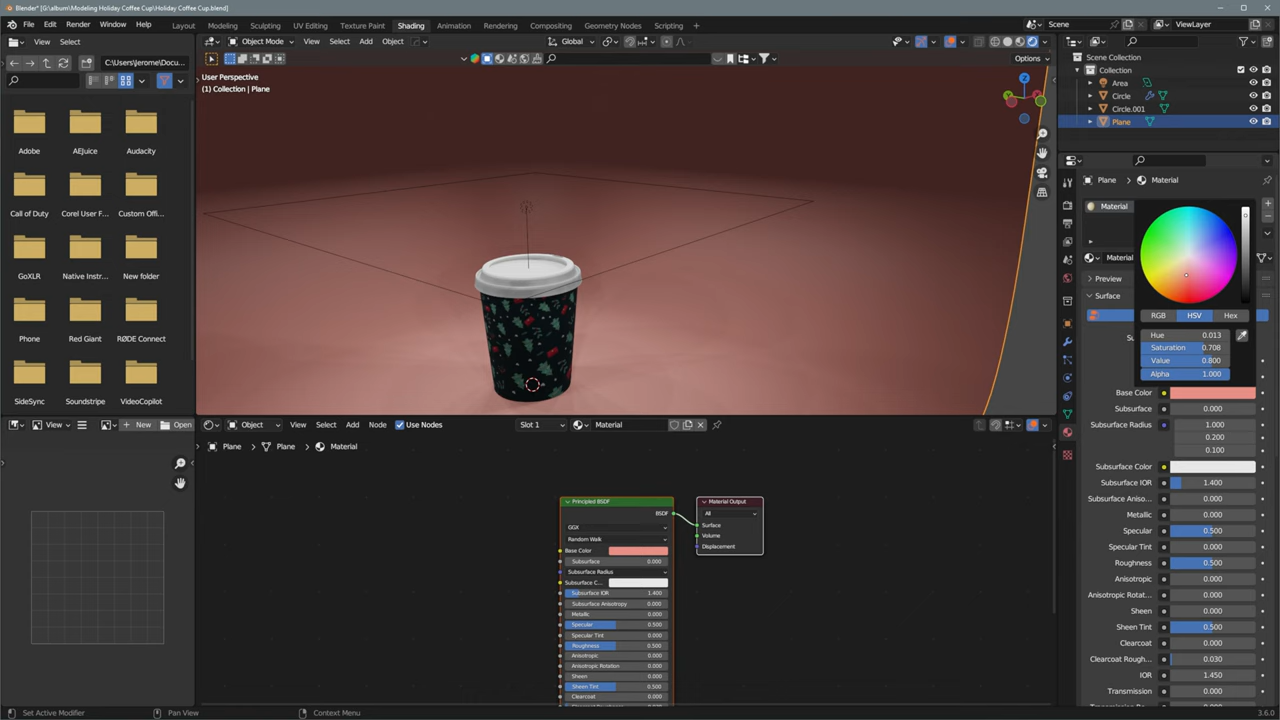 Blender* [G:\album\Modeling Holiday Coffee Cup\Holiday Coffee Cup.blend]
File Edit Render Window Help Layout Modeling Sculpting UV Editing Texture Paint Shading Animation Rendering Compositing Geometry Nodes Scripting + Scene ViewLayer
View Select Object Mode View Select Add Object Global
C:\Users\jerome\Docu... Options
User Perspective
(1) Collection | Plane
Adobe AEJuice Audacity
Call of Duty Corel User F... Custom Offi...
GoXLR Native Instr... New folder
Phone Red Giant RØDE Connect
SideSync Soundstripe VideoCopilot
Z
Scene Collection
Collection
Area
Circle
Circle.001
Plane
Plane > Material
Material
Material
Preview
Surface
RGB HSV Hex
Hue 0.013
Saturation 0.708
Value 0.800
Alpha 1.000
Base Color
Subsurface 0.000
Subsurface Radius 1.000
0.200
0.100
Subsurface Color
Subsurface IOR 1.400
Subsurface Aniso... 0.000
Metallic 0.000
Specular 0.500
Specular Tint 0.000
Roughness 0.500
Anisotropic 0.000
Anisotropic Rotat... 0.000
Sheen 0.000
Sheen Tint 0.500
Clearcoat 0.000
Clearcoat Rough... 0.030
IOR 1.450
Transmission 0.000
View + New Open
Object View Select Add Node Use Nodes Slot 1 Material
Plane > Plane > Material
Principled BSDF
BSDF
GGX
Random Walk
Base Color
Subsurface 0.000
Subsurface Radius
Subsurface C...
Subsurface IOR 1.400
Subsurface Anisotropy 0.000
Metallic 0.000
Specular 0.500
Specular Tint 0.000
Roughness 0.500
Anisotropic 0.000
Anisotropic Rotation 0.000
Sheen 0.000
Sheen Tint 0.500
Clearcoat 0.000
Material Output
All
Surface
Volume
Displacement
Set Active Modifier Pan View Context Menu 3.6.0